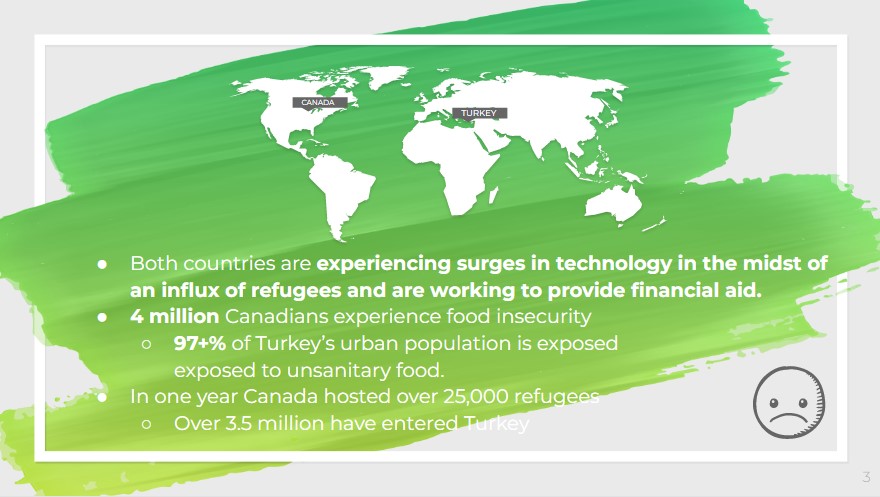 CANADA
TURKEY
● Both countries are experiencing surges in technology in the midst of
an influx of refugees and are working to provide financial aid.
● 4 million Canadians experience food insecurity
○ 97+% of Turkey's urban population is exposed
exposed to unsanitary food.
● In one year Canada hosted over 25,000 refugees
○ Over 3.5 million have entered Turkey
3